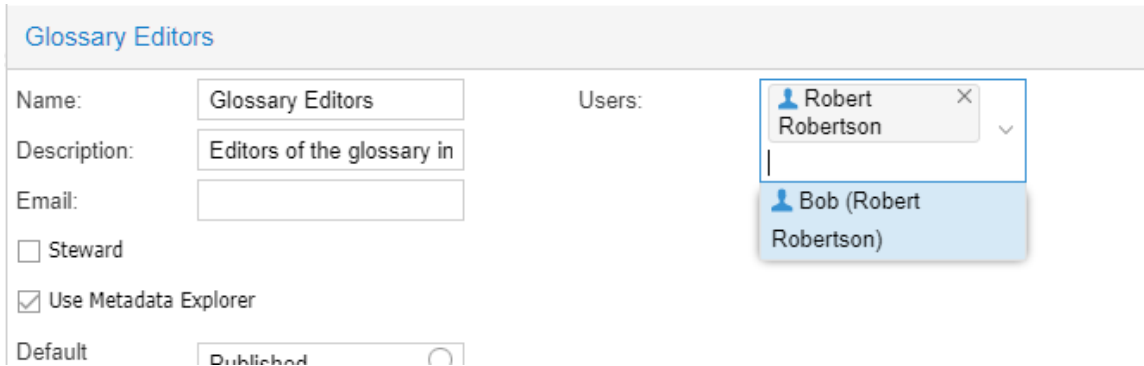 Glossary Editors
Name:
Glossary Editors
Users:
Robert
Robertson
Description:
Editors of the glossary in
Email:
Bob (Robert
Robertson)
Steward
Use Metadata Explorer
Default
Published